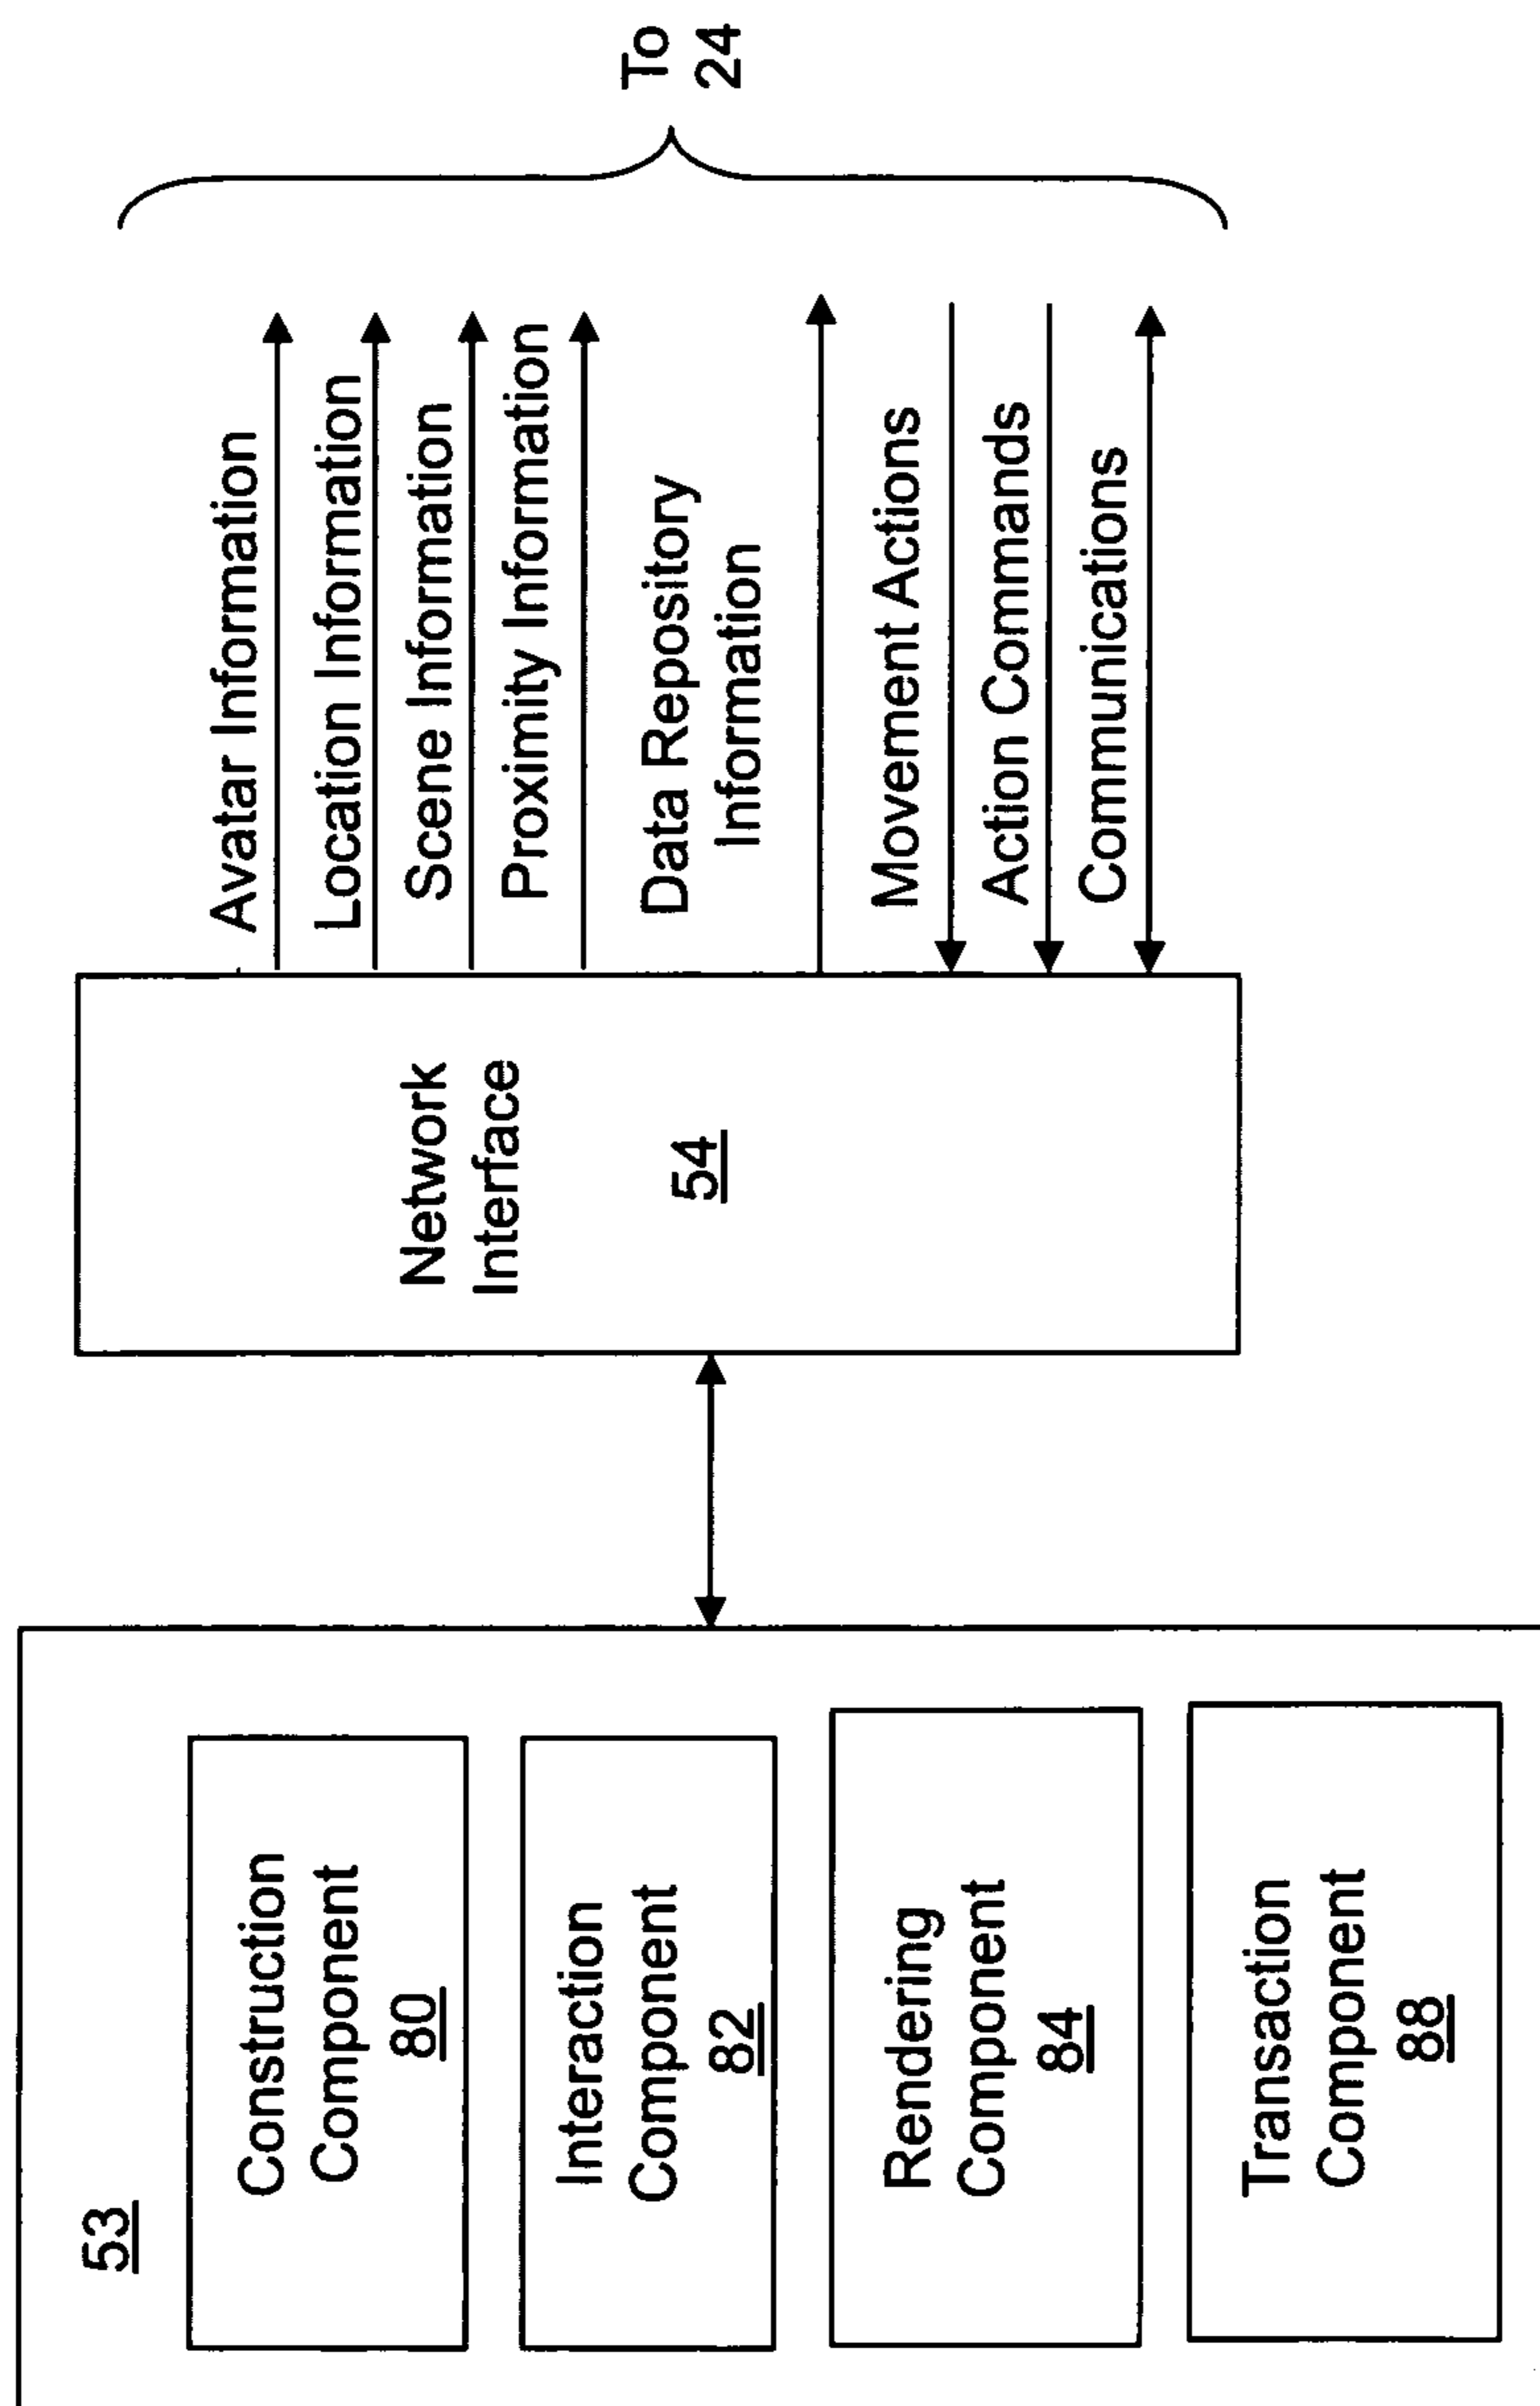 53
Construction
Component
80
Interaction
Component
82
Rendering
Component
84
Transaction
Component
88
Network
Interface
54
Avatar Information
Location Information
Scene Information
Proximity Information
Data Repository
Information
Movement Actions
Action Commands
Communications
To
24